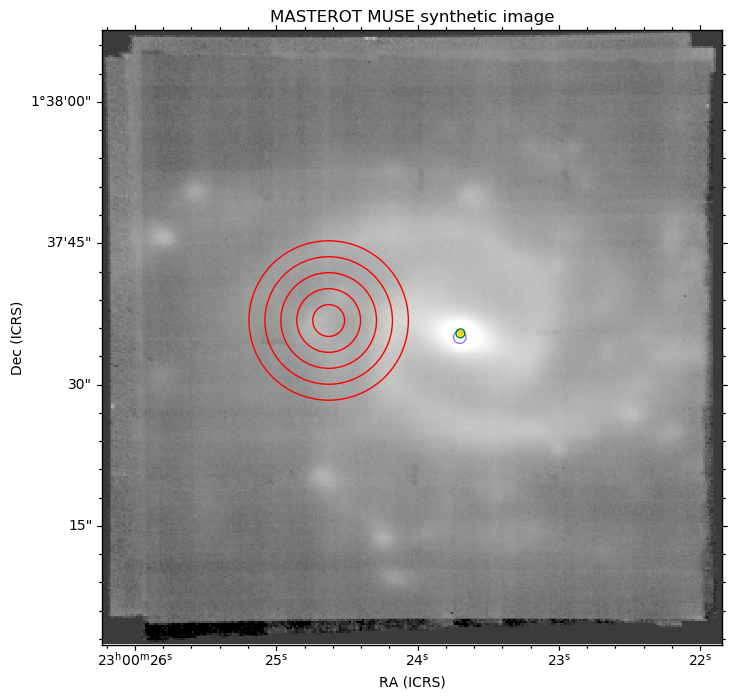 MASTEROT MUSE synthetic image
1°38'00"
37'45"
30"
15"
23ʰ00ᵐ26ˢ 25ˢ 24ˢ 23ˢ 22ˢ
RA (ICRS)
Dec (ICRS)